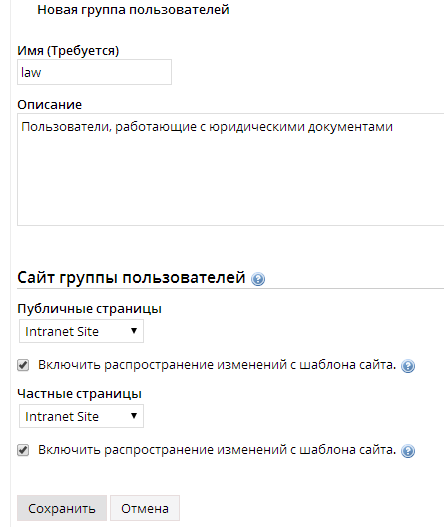 Новая группа пользователей
Имя (Требуется)
law
Описание
Пользователи, работающие с юридическими документами
Сайт группы пользователей
Публичные страницы
Intranet Site
Включить распространение изменений с шаблона сайта.
Частные страницы
Intranet Site
Включить распространение изменений с шаблона сайта.
Сохранить Отмена